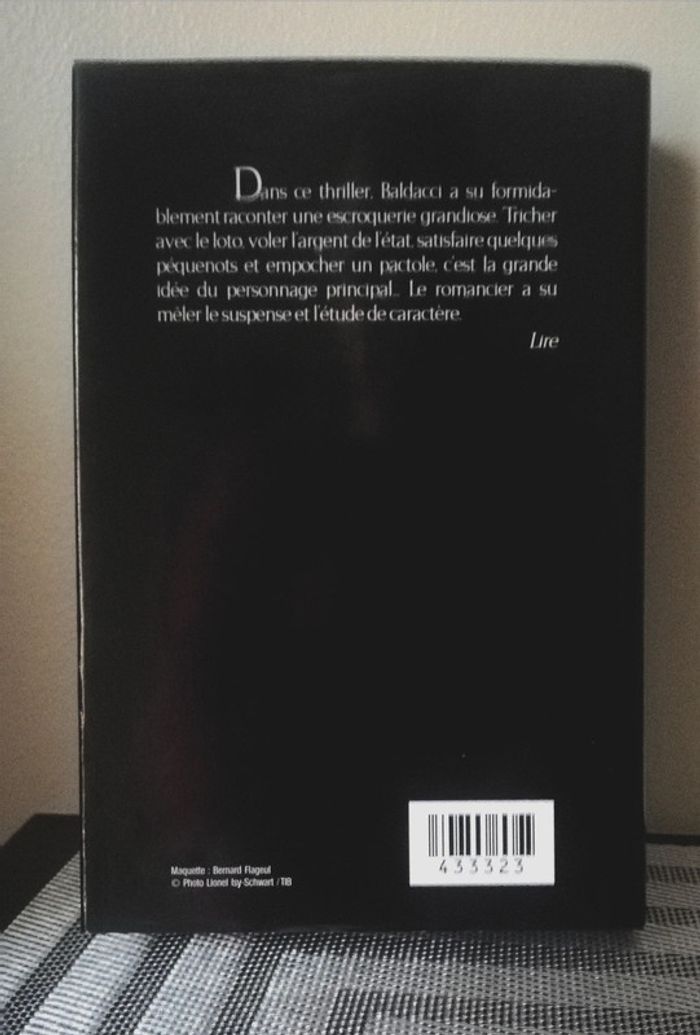 Dans ce thriller, Baldacci a su formida-
blement raconter une escroquerie grandiose. Tricher
avec le loto, voler l'argent de l'état, satisfaire quelques
péquenots et empocher un pactole, c'est la grande
idée du personnage principal... Le romancier a su
mêler le suspense et l'étude de caractère.
Lire
Maquette : Bernard Flageul
© Photo Lionel Isy-Schwart / TIB
433323